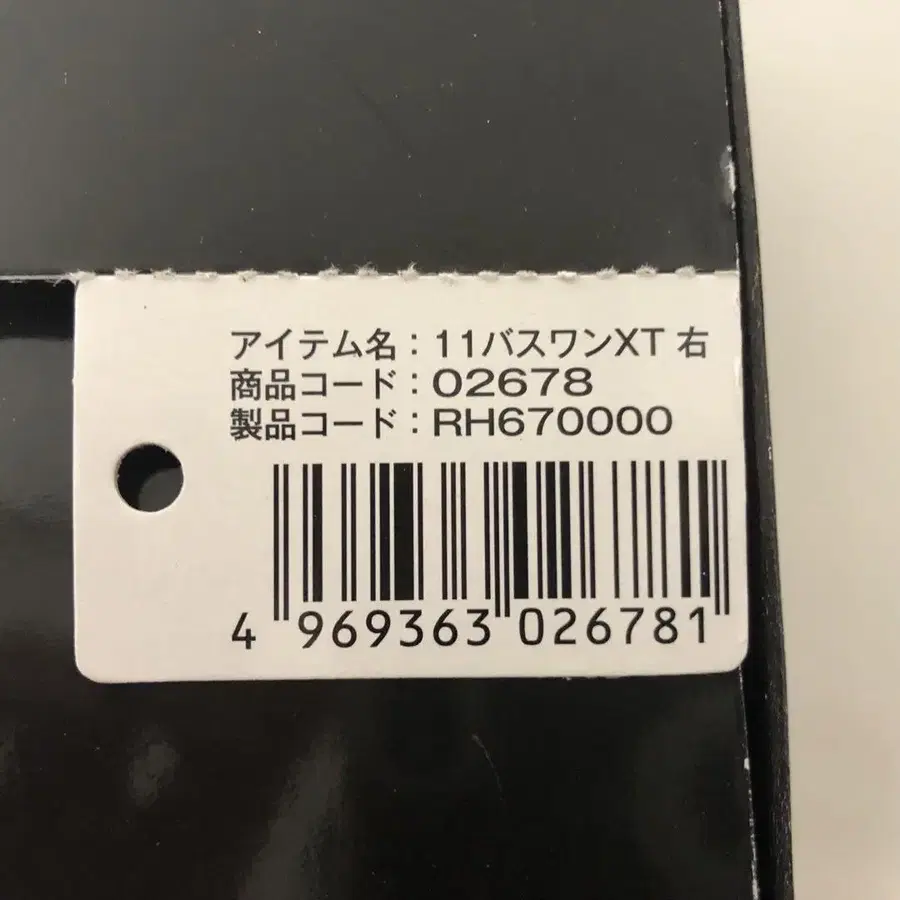 アイテム名：11バスワンXT 右
商品コード：02678
製品コード：RH670000
4 969363 026781